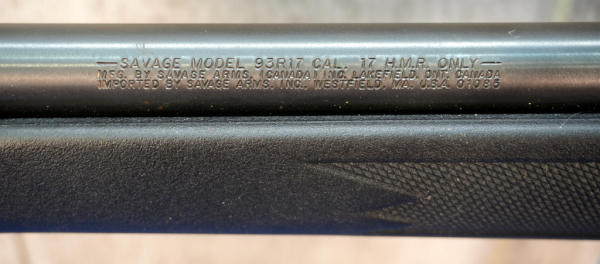 —SAVAGE MODEL 93R17 CAL. .17 H.M.R. ONLY—
MFG. BY SAVAGE ARMS. (CANADA) INC. LAKEFIELD, ONT. CANADA
IMPORTED BY SAVAGE ARMS. INC., WESTFIELD, MA. U.S.A. 01085